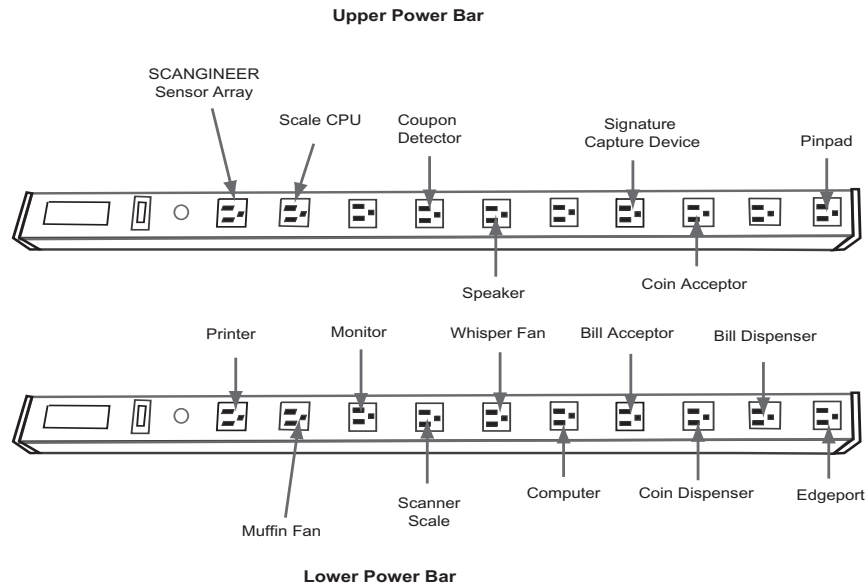 Upper Power Bar
SCANGINEER
Sensor Array
Scale CPU
Coupon
Detector
Signature
Capture Device
Pinpad
Speaker
Coin Acceptor
Printer
Monitor
Whisper Fan
Bill Acceptor
Bill Dispenser
Muffin Fan
Scanner
Scale
Computer
Coin Dispenser
Edgeport
Lower Power Bar